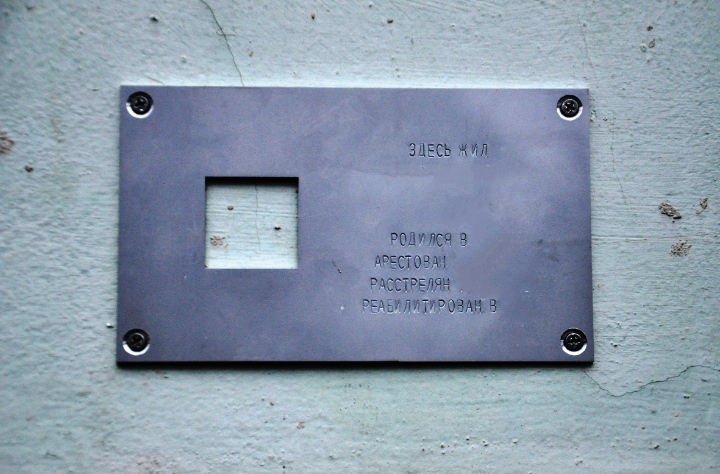 ЗДЕСЬ ЖИЛ
РОДИЛСЯ В
АРЕСТОВАН
РАССТРЕЛЯН .
РЕАБИЛИТИРОВАН В